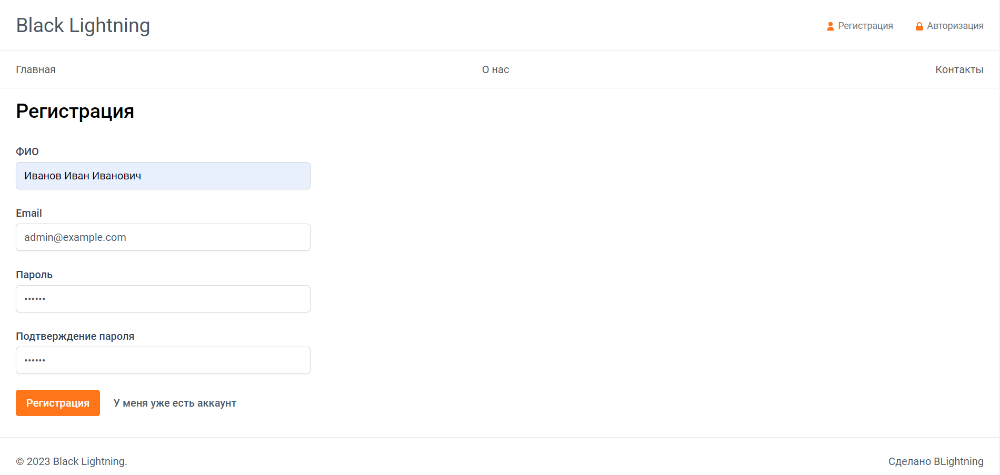 Black Lightning
Регистрация
Авторизация
Главная
О нас
Контакты
Регистрация
ФИО
Иванов Иван Иванович
Email
admin@example.com
Пароль
••••••
Подтверждение пароля
••••••
Регистрация
У меня уже есть аккаунт
© 2023 Black Lightning.
Сделано BLightning